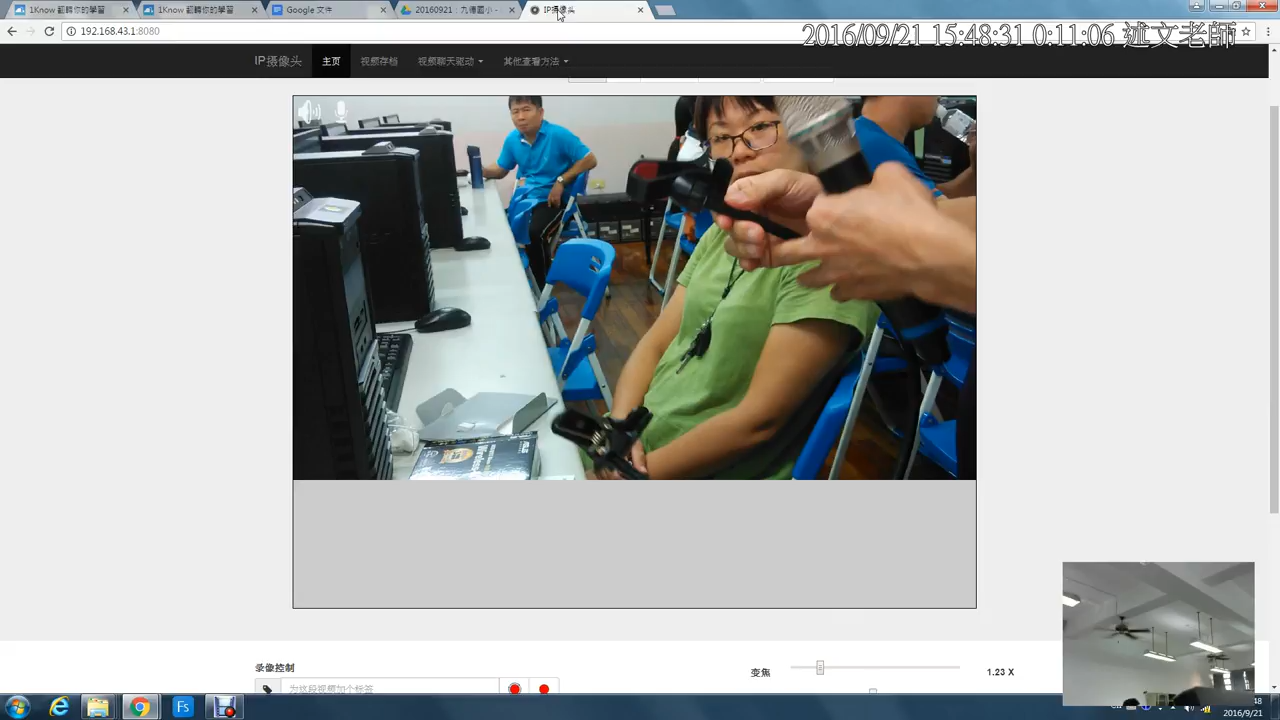 1Know 翻轉你的學習
1Know 翻轉你的學習
Google 文件
20160921：九德國小 -
IP摄像头
192.168.43.1:8080
2016/09/21 15:48:31 0:11:06 述文老師
IP摄像头
主页
视频存档
视频聊天驱动
其他查看方法
录像控制
为这段视频加个标签
变焦
1.23 X
2016/9/21